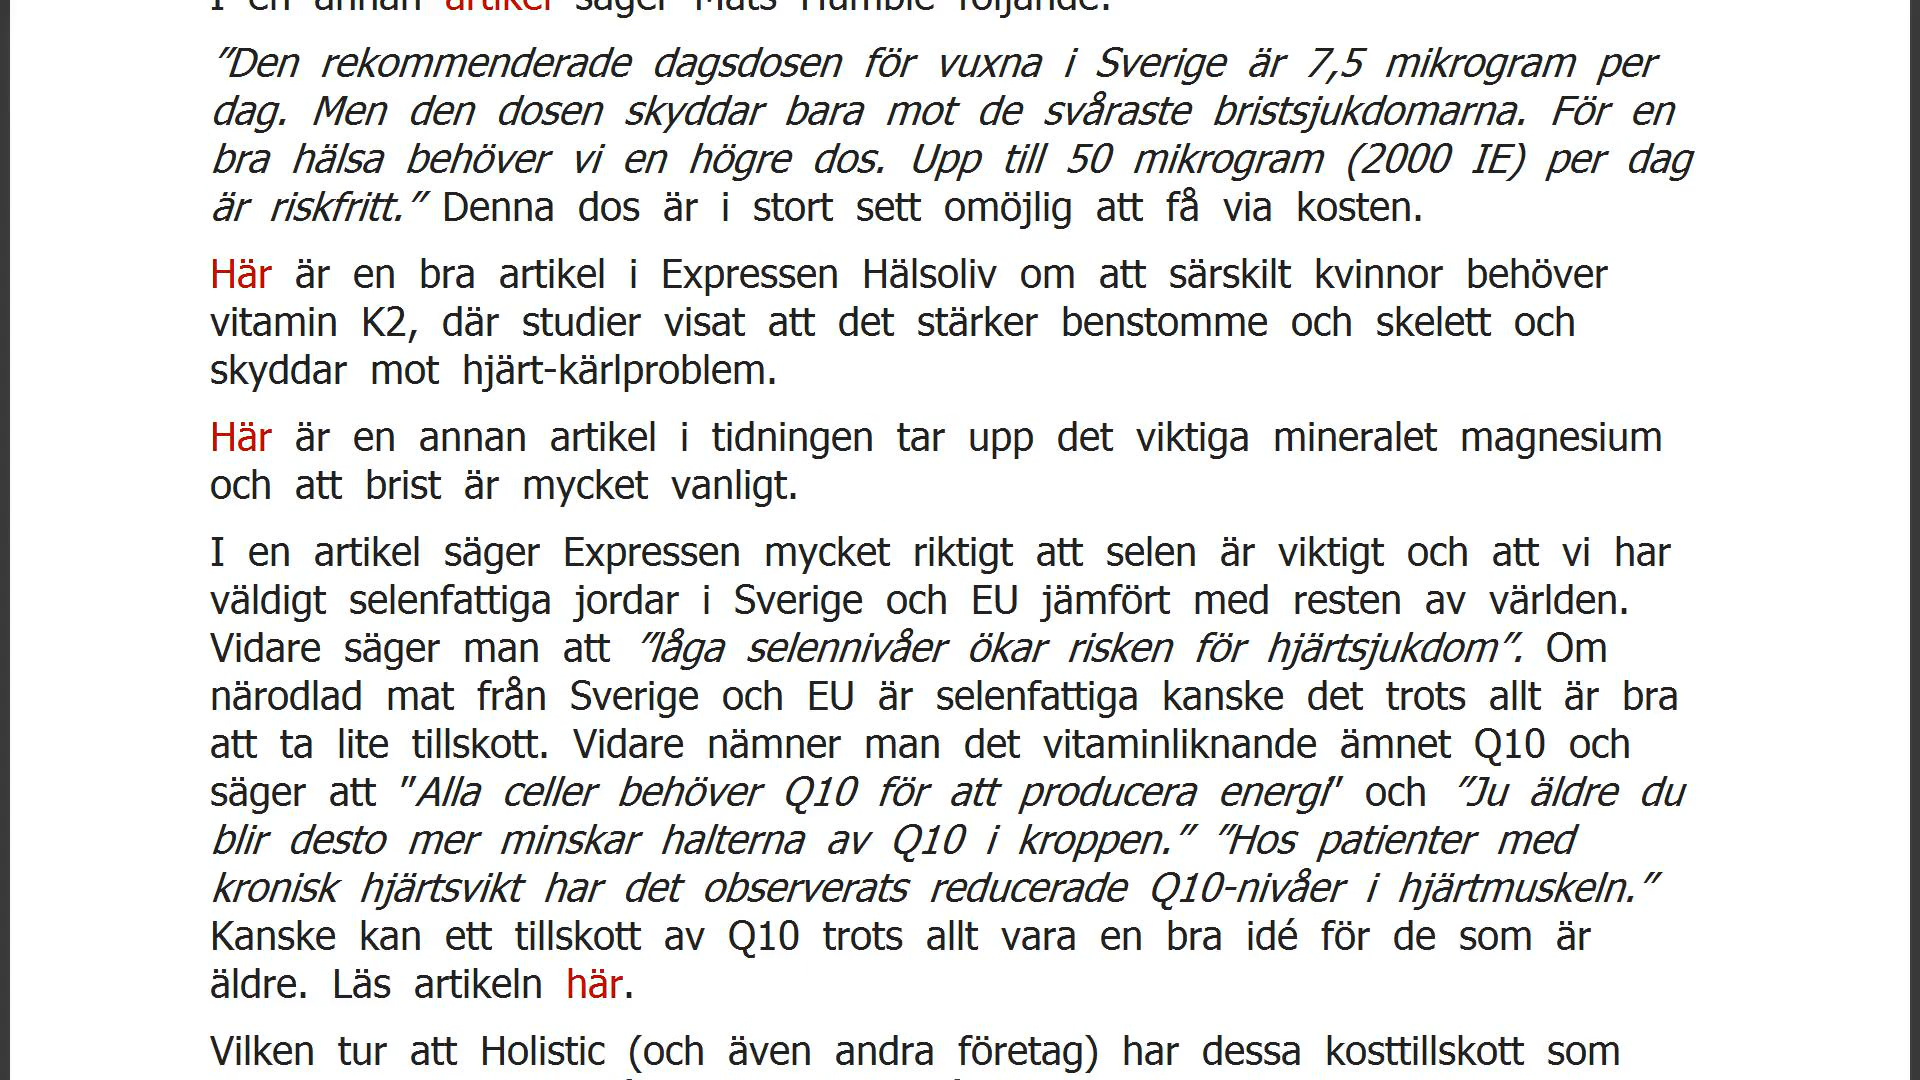 I en annan artikel säger Mats Humble följande:
"Den rekommenderade dagsdosen för vuxna i Sverige är 7,5 mikrogram per
dag. Men den dosen skyddar bara mot de svåraste bristsjukdomarna. För en
bra hälsa behöver vi en högre dos. Upp till 50 mikrogram (2000 IE) per dag
är riskfritt." Denna dos är i stort sett omöjlig att få via kosten.
Här är en bra artikel i Expressen Hälsoliv om att särskilt kvinnor behöver
vitamin K2, där studier visat att det stärker benstomme och skelett och
skyddar mot hjärt-kärlproblem.
Här är en annan artikel i tidningen tar upp det viktiga mineralet magnesium
och att brist är mycket vanligt.
I en artikel säger Expressen mycket riktigt att selen är viktigt och att vi har
väldigt selenfattiga jordar i Sverige och EU jämfört med resten av världen.
Vidare säger man att "låga selennivåer ökar risken för hjärtsjukdom". Om
närodlad mat från Sverige och EU är selenfattiga kanske det trots allt är bra
att ta lite tillskott. Vidare nämner man det vitaminliknande ämnet Q10 och
säger att "Alla celler behöver Q10 för att producera energi" och "Ju äldre du
blir desto mer minskar halterna av Q10 i kroppen." "Hos patienter med
kronisk hjärtsvikt har det observerats reducerade Q10-nivåer i hjärtmuskeln."
Kanske kan ett tillskott av Q10 trots allt vara en bra idé för de som är
äldre. Läs artikeln här.
Vilken tur att Holistic (och även andra företag) har dessa kosttillskott som